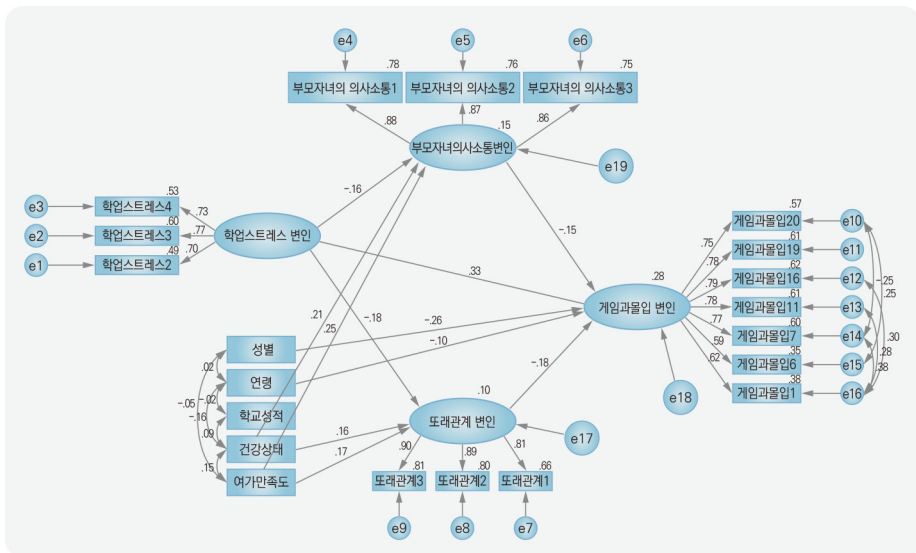 e4
e5
e6
.78
.76
.75
부모자녀의 의사소통1
부모자녀의 의사소통2
부모자녀의 의사소통3
.88
.87
.86
.15
부모자녀의사소통변인
e19
e3
학업스트레스4
.53
.73
e2
학업스트레스3
.60
.77
e1
학업스트레스2
.49
.70
학업스트레스 변인
-.16
-.15
.33
-.18
.21
.25
-.26
-.10
-.18
.28
게임과몰입 변인
e18
.57
게임과몰입20
e10
.75
.61
게임과몰입19
e11
.78
.62
게임과몰입16
e12
.79
.61
게임과몰입11
e13
.78
.60
게임과몰입7
e14
.77
.35
게임과몰입6
e15
.59
.38
게임과몰입1
e16
.62
-.25
.25
.30
.28
.38
성별
연령
학교성적
건강상태
여가만족도
.02
-.02
-.05
-.16
.09
.15
.16
.17
.10
또래관계 변인
e17
.90
.89
.81
.81
.80
.66
또래관계3
또래관계2
또래관계1
e9
e8
e7